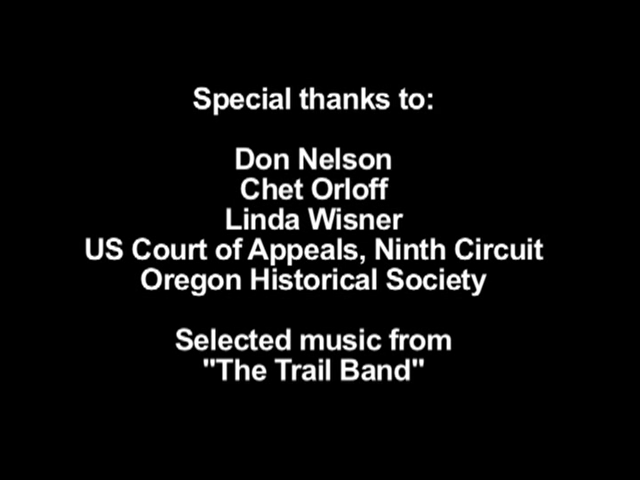 Special thanks to:
Don Nelson
Chet Orloff
Linda Wisner
US Court of Appeals, Ninth Circuit
Oregon Historical Society
Selected music from
"The Trail Band"